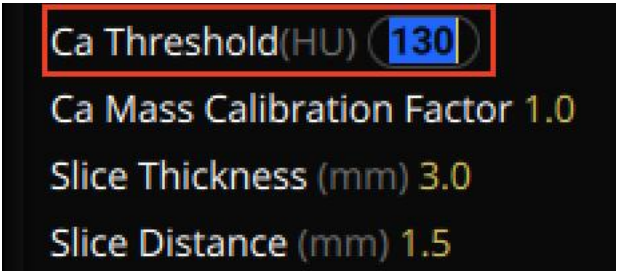 Ca Threshold(HU) 130
Ca Mass Calibration Factor 1.0
Slice Thickness (mm) 3.0
Slice Distance (mm) 1.5